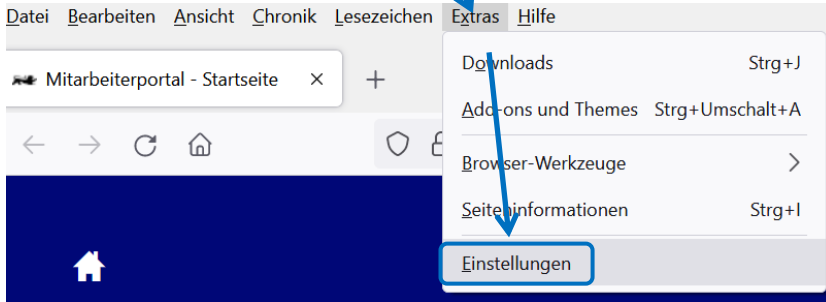 Datei Bearbeiten Ansicht Chronik Lesezeichen Extras Hilfe
Mitarbeiterportal - Startseite
Downloads Strg+J
Add-ons und Themes Strg+Umschalt+A
Browser-Werkzeuge
Seiteninformationen Strg+I
Einstellungen